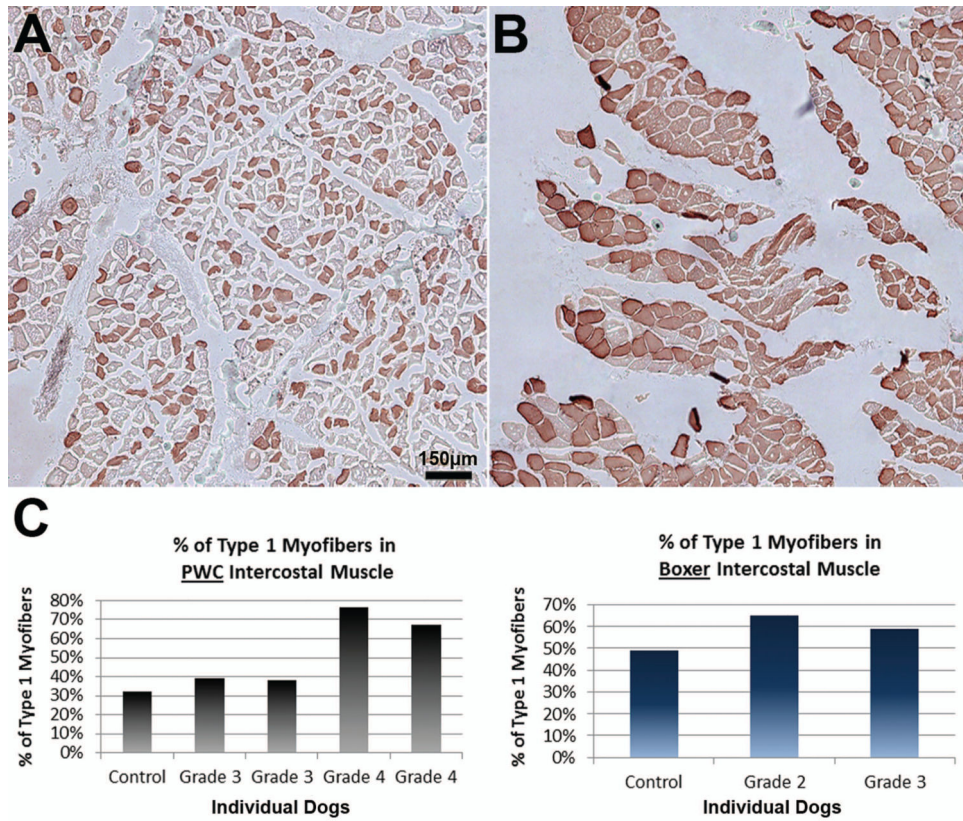 A
B
150µm
C
% of Type 1 Myofibers in
PWC Intercostal Muscle
% of Type 1 Myofibers
80%
70%
60%
50%
40%
30%
20%
10%
0%
Control
Grade 3
Grade 3
Grade 4
Grade 4
Individual Dogs
% of Type 1 Myofibers in
Boxer Intercostal Muscle
% of Type 1 Myofibers
70%
60%
50%
40%
30%
20%
10%
0%
Control
Grade 2
Grade 3
Individual Dogs